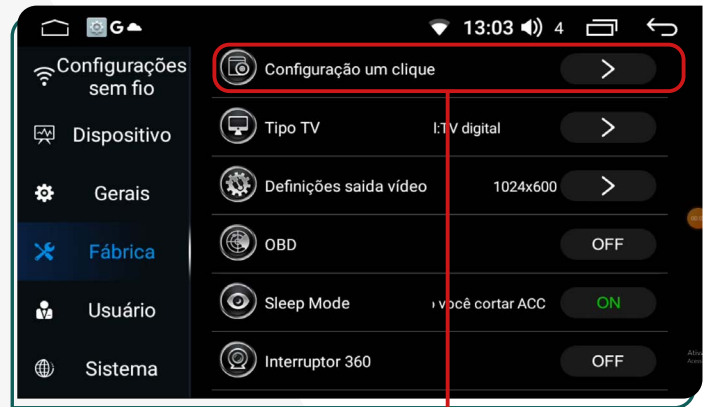 G 13:03 4
Configurações
sem fio
Dispositivo
Gerais
Fábrica
Usuário
Sistema
Configuração um clique
Tipo TV l:TV digital
Definições saida vídeo 1024x600
OBD OFF
Sleep Mode você cortar ACC ON
Interruptor 360 OFF